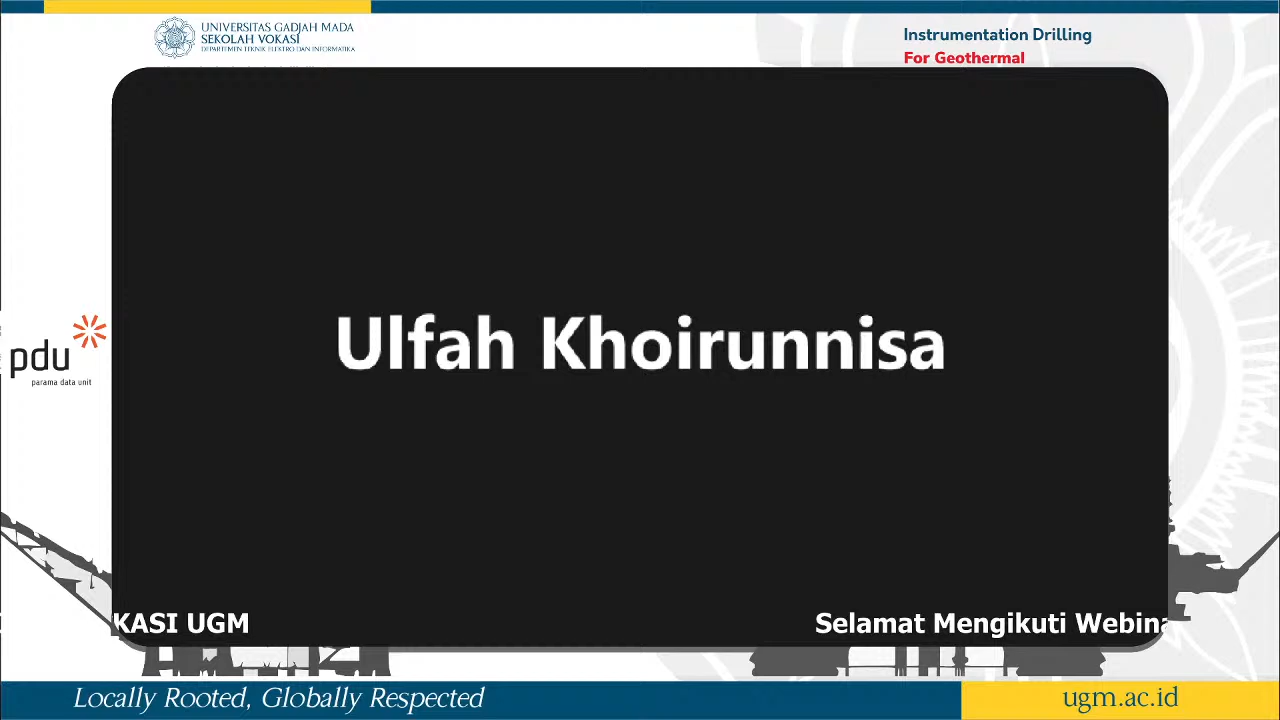 UNIVERSITAS GADJAH MADA
SEKOLAH VOKASI
DEPARTEMEN TEKNIK ELEKTRO DAN INFORMATIKA
Instrumentation Drilling
For Geothermal
Ulfah Khoirunnisa
pdu
parama data unit
KASI UGM
Selamat Mengikuti Webina
Locally Rooted, Globally Respected
ugm.ac.id